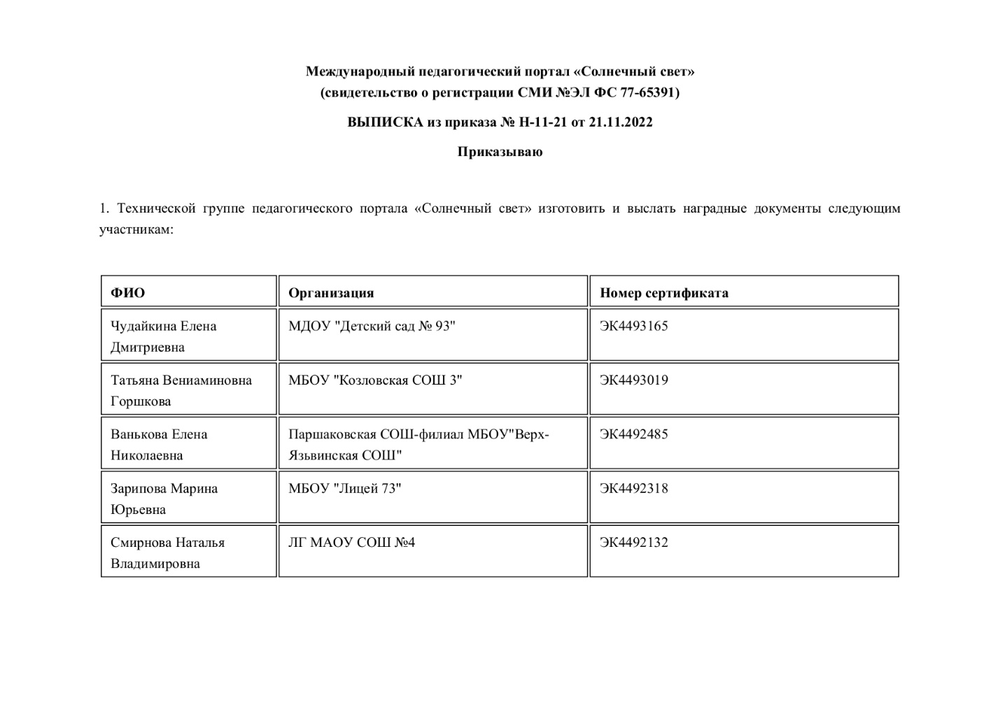 Международный педагогический портал «Солнечный свет»
(свидетельство о регистрации СМИ №ЭЛ ФС 77-65391)
ВЫПИСКА из приказа № Н-11-21 от 21.11.2022
Приказываю
1. Технической группе педагогического портала «Солнечный свет» изготовить и выслать наградные документы следующим
участникам:
ФИО Организация Номер сертификата
Чудайкина Елена МДОУ "Детский сад № 93" ЭК4493165
Дмитриевна
Татьяна Вениаминовна МБОУ "Козловская СОШ 3" ЭК4493019
Горшкова
Ванькова Елена Паршаковская СОШ-филиал МБОУ"Верх- ЭК4492485
Николаевна Язьвинская СОШ"
Зарипова Марина МБОУ "Лицей 73" ЭК4492318
Юрьевна
Смирнова Наталья ЛГ МАОУ СОШ №4 ЭК4492132
Владимировна